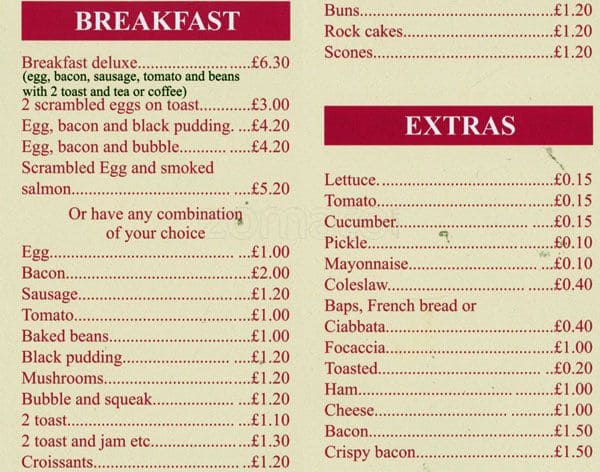 BREAKFAST
Breakfast deluxe..................... ....£6.30
(egg, bacon, sausage, tomato and beans
with 2 toast and tea or coffee)
2 scrambled eggs on toast.............£3.00
Egg, bacon and black pudding. ...£4.20
Egg, bacon and bubble.......... .....£4.20
Scrambled Egg and smoked
salmon.................................. ....£5.20
Or have any combination
of your choice
Egg........................................ ...£1.00
Bacon.........................................£2.00
Sausage......................................£1.20
Tomato.......................................£1.00
Baked beans...............................£1.00
Black pudding........................ ...£1.20
Mushrooms................................£1.20
Bubble and squeak.................. ..£1.20
2 toast.................................... ....£1.10
2 toast and jam etc.................. ...£1.30
Croissants............................... ...£1.20
Buns...........................................£1.20
Rock cakes.................................£1.20
Scones........................................£1.20
EXTRAS
Lettuce. ......................................£0.15
Tomato.......................................£0.15
Cucumber............................. .....£0.15
Pickle.........................................£0.10
Mayonnaise............................ ...£0.10
Coleslaw................................ ....£0.40
Baps, French bread or
Ciabbata.....................................£0.40
Focaccia.....................................£1.00
Toasted.......................................£0.20
Ham...................................... .....£1.00
Cheese................................... .....£1.00
Bacon.........................................£1.50
Crispy bacon......................... .....£1.50
zomato